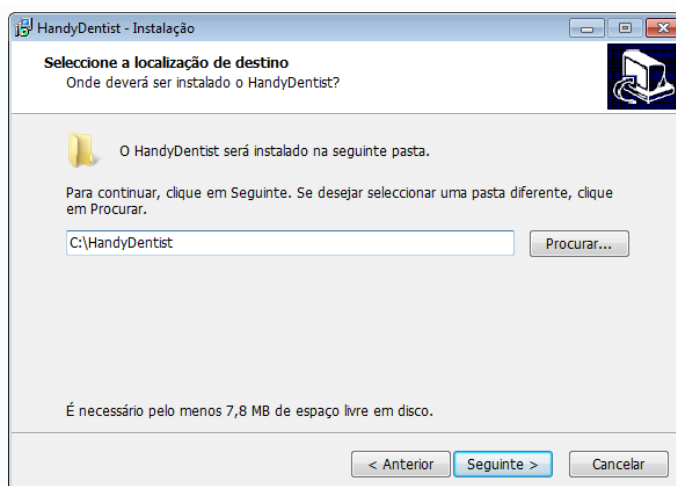 HandyDentist - Instalação
Seleccione a localização de destino
Onde deverá ser instalado o HandyDentist?
O HandyDentist será instalado na seguinte pasta.
Para continuar, clique em Seguinte. Se desejar seleccionar uma pasta diferente, clique
em Procurar.
C:\HandyDentist
Procurar...
É necessário pelo menos 7,8 MB de espaço livre em disco.
< Anterior
Seguinte >
Cancelar